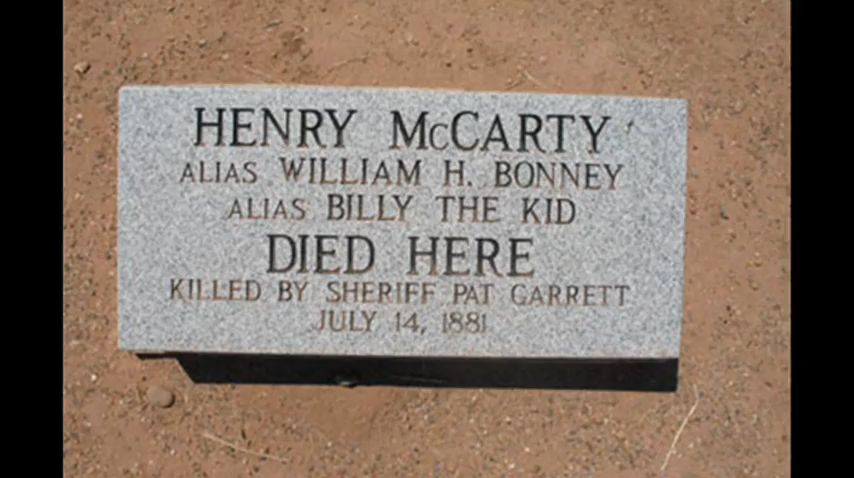 HENRY McCARTY
ALIAS WILLIAM H. BONNEY
ALIAS BILLY THE KID
DIED HERE
KILLED BY SHERIFF PAT GARRETT
JULY 14, 1881